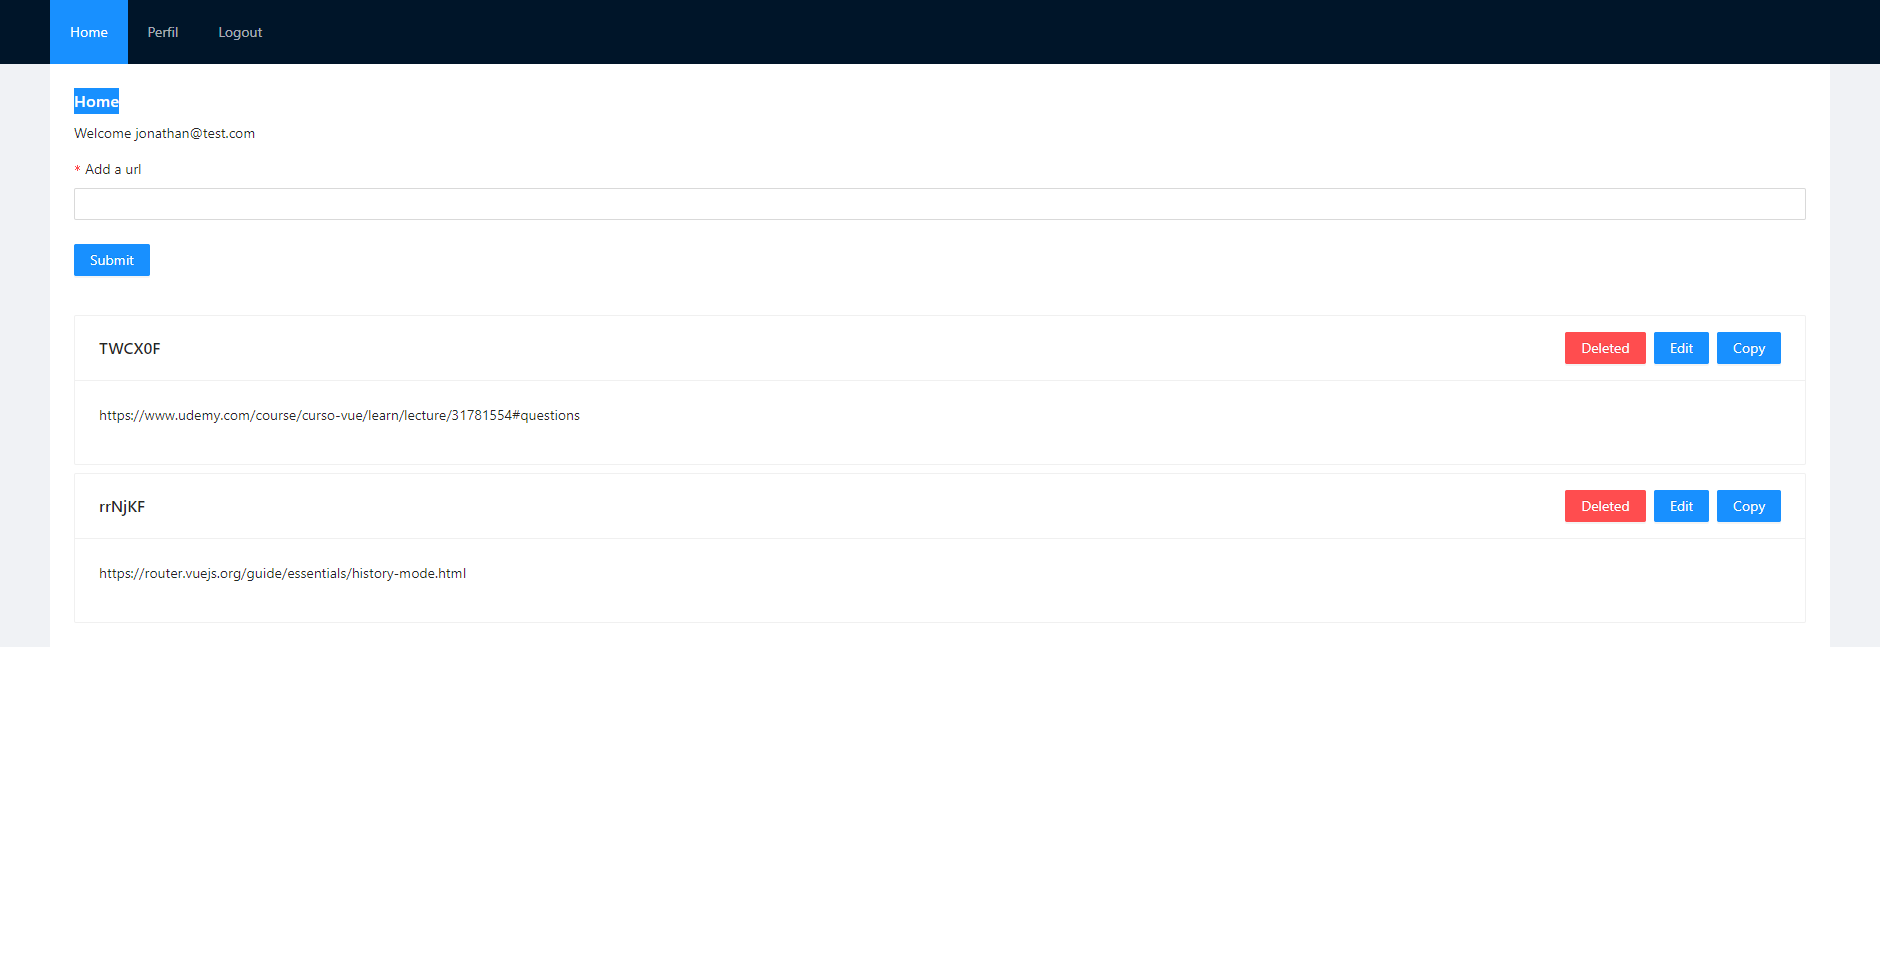 Home Perfil Logout
Home
Welcome jonathan@test.com
* Add a url
Submit
TWCX0F Deleted Edit Copy
https://www.udemy.com/course/curso-vue/learn/lecture/31781554#questions
rrNjKF Deleted Edit Copy
https://router.vuejs.org/guide/essentials/history-mode.html